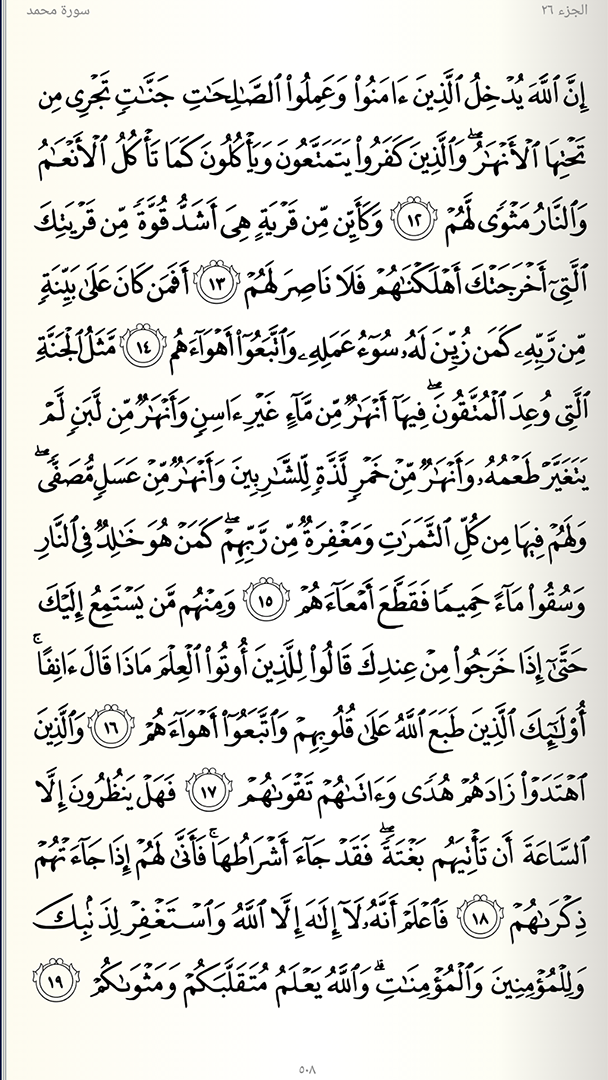 الجزء ٢٦
سورة محمد
إِنَّ ٱللَّهَ يُدۡخِلُ ٱلَّذِينَ ءَامَنُواْ وَعَمِلُواْ ٱلصَّٰلِحَٰتِ جَنَّٰتٖ تَجۡرِي مِن
تَحۡتِهَا ٱلۡأَنۡهَٰرُۖ وَٱلَّذِينَ كَفَرُواْ يَتَمَتَّعُونَ وَيَأۡكُلُونَ كَمَا تَأۡكُلُ ٱلۡأَنۡعَٰمُ
وَٱلنَّارُ مَثۡوٗى لَّهُمۡ ١٢ وَكَأَيِّن مِّن قَرۡيَةٍ هِيَ أَشَدُّ قُوَّةٗ مِّن قَرۡيَتِكَ
ٱلَّتِيٓ أَخۡرَجَتۡكَ أَهۡلَكۡنَٰهُمۡ فَلَا نَاصِرَ لَهُمۡ ١٣ أَفَمَن كَانَ عَلَىٰ بَيِّنَةٖ
مِّن رَّبِّهِۦ كَمَن زُيِّنَ لَهُۥ سُوٓءُ عَمَلِهِۦ وَٱتَّبَعُوٓاْ أَهۡوَآءَهُم ١٤ مَّثَلُ ٱلۡجَنَّةِ
ٱلَّتِي وُعِدَ ٱلۡمُتَّقُونَۖ فِيهَآ أَنۡهَٰرٞ مِّن مَّآءٍ غَيۡرِ ءَاسِنٖ وَأَنۡهَٰرٞ مِّن لَّبَنٖ لَّمۡ
يَتَغَيَّرۡ طَعۡمُهُۥ وَأَنۡهَٰرٞ مِّنۡ خَمۡرٖ لَّذَّةٖ لِّلشَّٰرِبِينَ وَأَنۡهَٰرٞ مِّنۡ عَسَلٖ مُّصَفّٗىۖ
وَلَهُمۡ فِيهَا مِن كُلِّ ٱلثَّمَرَٰتِ وَمَغۡفِرَةٞ مِّن رَّبِّهِمۡۖ كَمَنۡ هُوَ خَٰلِدٞ فِي ٱلنَّارِ
وَسُقُواْ مَآءً حَمِيمٗا فَقَطَّعَ أَمۡعَآءَهُمۡ ١٥ وَمِنۡهُم مَّن يَسۡتَمِعُ إِلَيۡكَ
حَتَّىٰٓ إِذَا خَرَجُواْ مِنۡ عِندِكَ قَالُواْ لِلَّذِينَ أُوتُواْ ٱلۡعِلۡمَ مَاذَا قَالَ ءَانِفًاۚ
أُوْلَٰٓئِكَ ٱلَّذِينَ طَبَعَ ٱللَّهُ عَلَىٰ قُلُوبِهِمۡ وَٱتَّبَعُوٓاْ أَهۡوَآءَهُمۡ ١٦ وَٱلَّذِينَ
ٱهۡتَدَوۡاْ زَادَهُمۡ هُدٗى وَءَاتَىٰهُمۡ تَقۡوَىٰهُمۡ ١٧ فَهَلۡ يَنظُرُونَ إِلَّا
ٱلسَّاعَةَ أَن تَأۡتِيَهُم بَغۡتَةٗۖ فَقَدۡ جَآءَ أَشۡرَاطُهَاۚ فَأَنَّىٰ لَهُمۡ إِذَا جَآءَتۡهُمۡ
ذِكۡرَىٰهُمۡ ١٨ فَٱعۡلَمۡ أَنَّهُۥ لَآ إِلَٰهَ إِلَّا ٱللَّهُ وَٱسۡتَغۡفِرۡ لِذَنۢبِكَ
وَلِلۡمُؤۡمِنِينَ وَٱلۡمُؤۡمِنَٰتِۗ وَٱللَّهُ يَعۡلَمُ مُتَقَلَّبَكُمۡ وَمَثۡوَىٰكُمۡ ١٩
٥٠٨